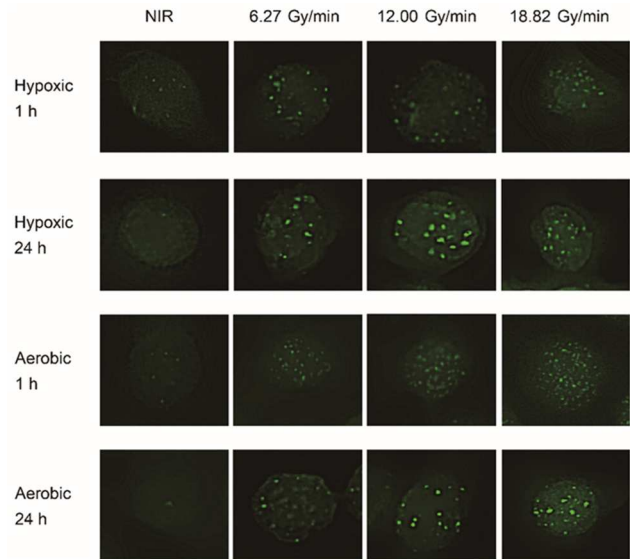 NIR 6.27 Gy/min 12.00 Gy/min 18.82 Gy/min
Hypoxic
1 h
Hypoxic
24 h
Aerobic
1 h
Aerobic
24 h